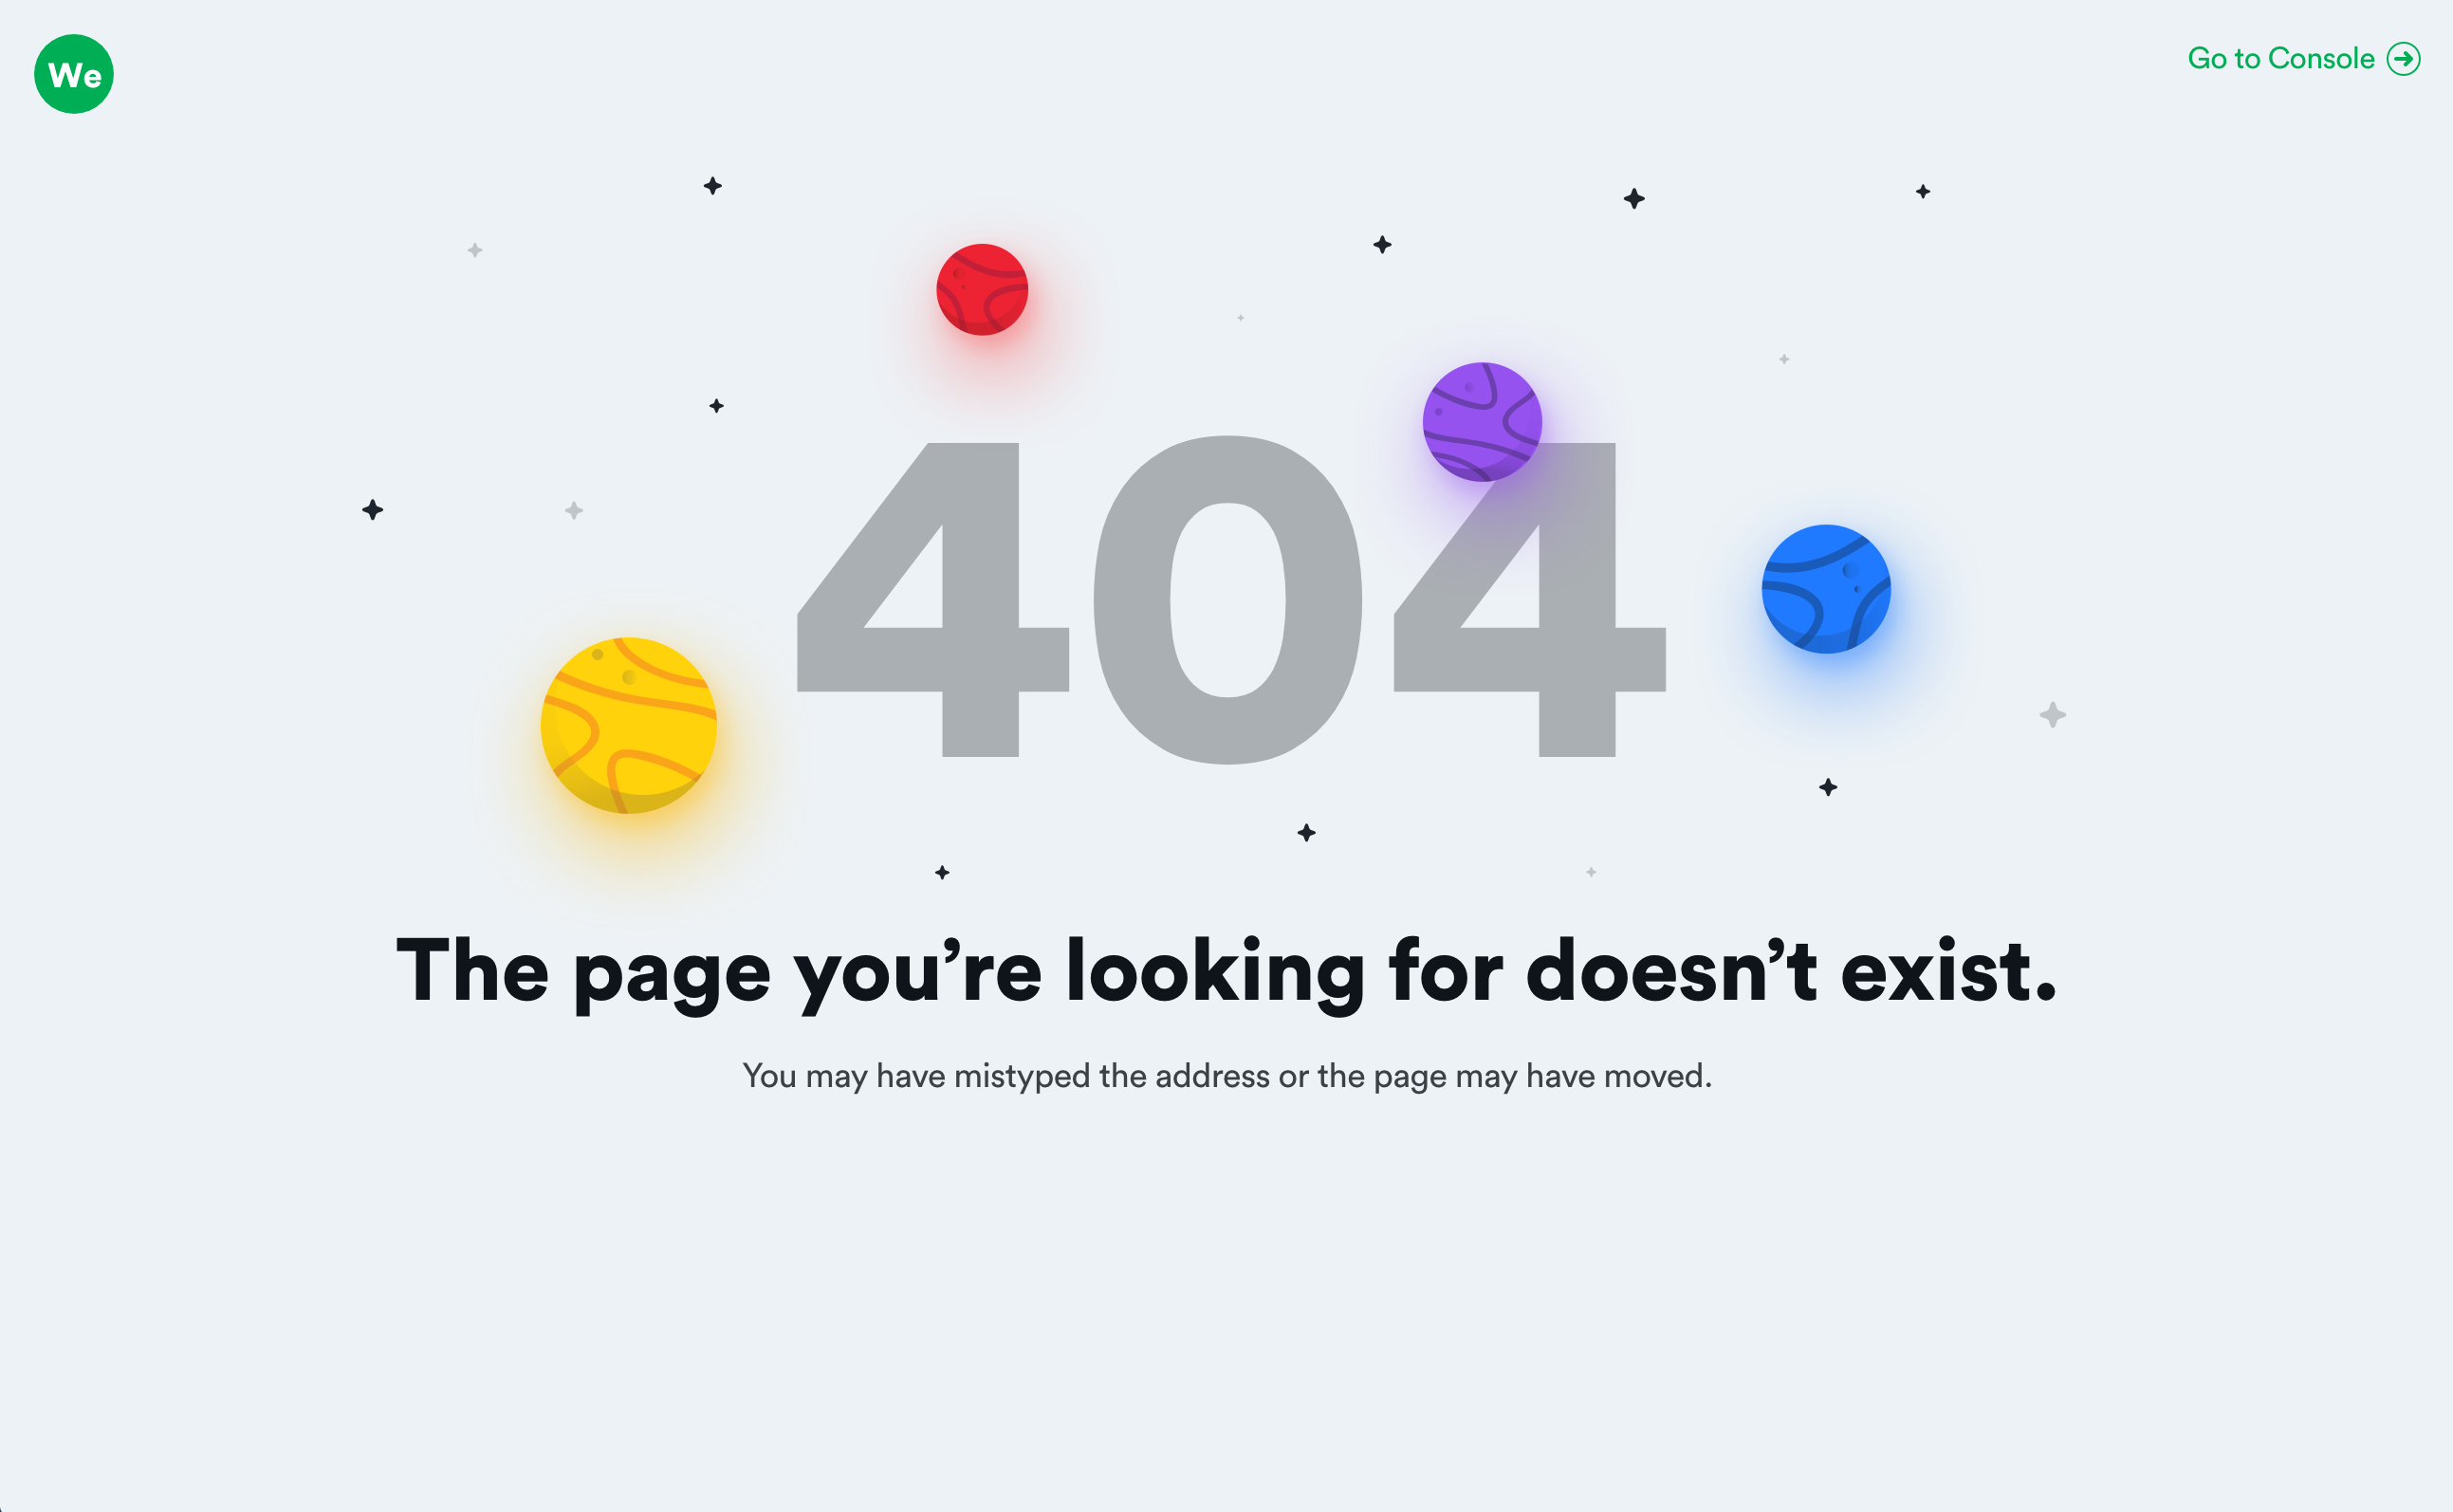 We
Go to Console
404
The page you’re looking for doesn’t exist.
You may have mistyped the address or the page may have moved.